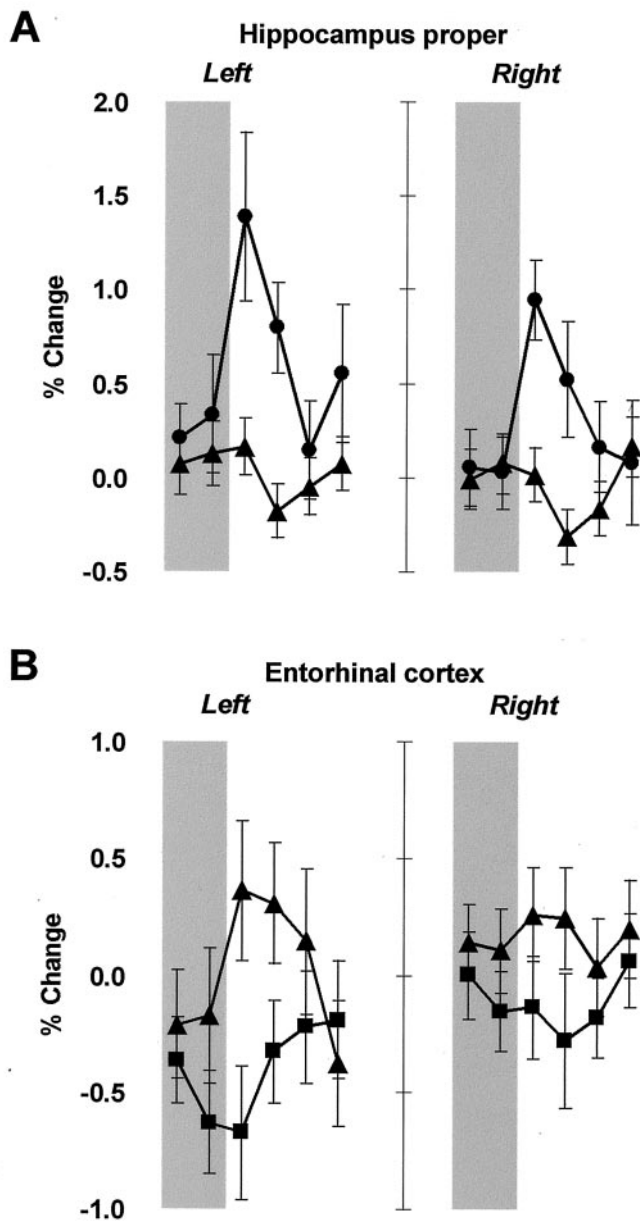 A
Hippocampus proper
Left Right
2.0
1.5
1.0
0.5
0.0
-0.5
% Change
B
Entorhinal cortex
Left Right
1.0
0.5
0.0
-0.5
-1.0
% Change